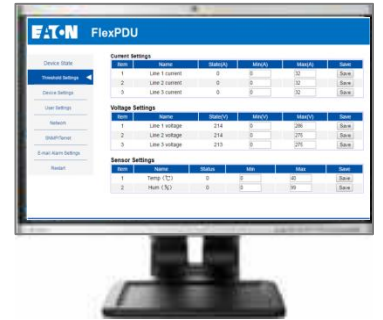 EATON FlexPDU
Device State
Threshold Settings
Device Settings
User Settings
Network
SNMP/Telnet
E-mail Alarm Settings
Restart
Current Settings
Item Name State(A) Min(A) Max(A) Save
1 Line 1 current 0 0 32 Save
2 Line 2 current 0 0 32 Save
3 Line 3 current 0 0 32 Save
Voltage Settings
Item Name State(V) Min(V) Max(V) Save
1 Line 1 voltage 214 0 Save
2 Line 2 voltage 214 0 275 Save
3 Line 3 voltage 213 0 275 Save
Sensor Settings
Item Name Status Min Max Save
1 Temp (℃) 0 0 45 Save
2 Hum (%) 0 0 Save